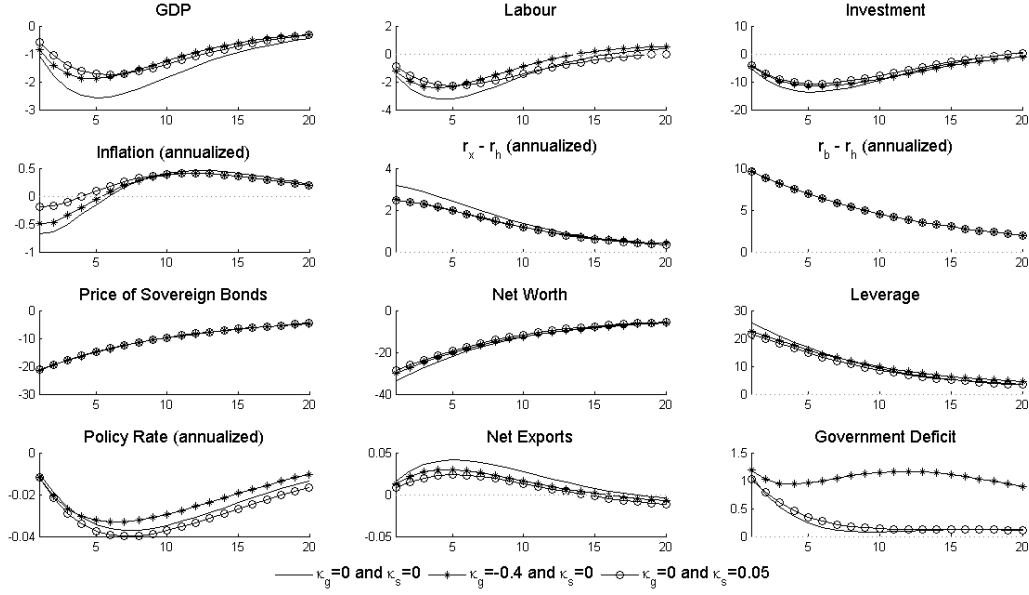 GDP Labour Investment
0 2 10
-1 0 0
-2 -2 -10
-3 -4 -20
5 10 15 20 5 10 15 20 5 10 15 20
Inflation (annualized) r_x - r_h (annualized) r_b - r_h (annualized)
0.5 4 10
0 2 5
-0.5
-1 0 0
5 10 15 20 5 10 15 20 5 10 15 20
Price of Sovereign Bonds Net Worth Leverage
0 0 30
-10 -20 20
-20 10
-30 -40 0
5 10 15 20 5 10 15 20 5 10 15 20
Policy Rate (annualized) Net Exports Government Deficit
0 0.05 1.5
-0.02 0 1
0.5
-0.04 -0.05 0
5 10 15 20 5 10 15 20 5 10 15 20
κ_g=0 and κ_s=0 κ_g=-0.4 and κ_s=0 κ_g=0 and κ_s=0.05